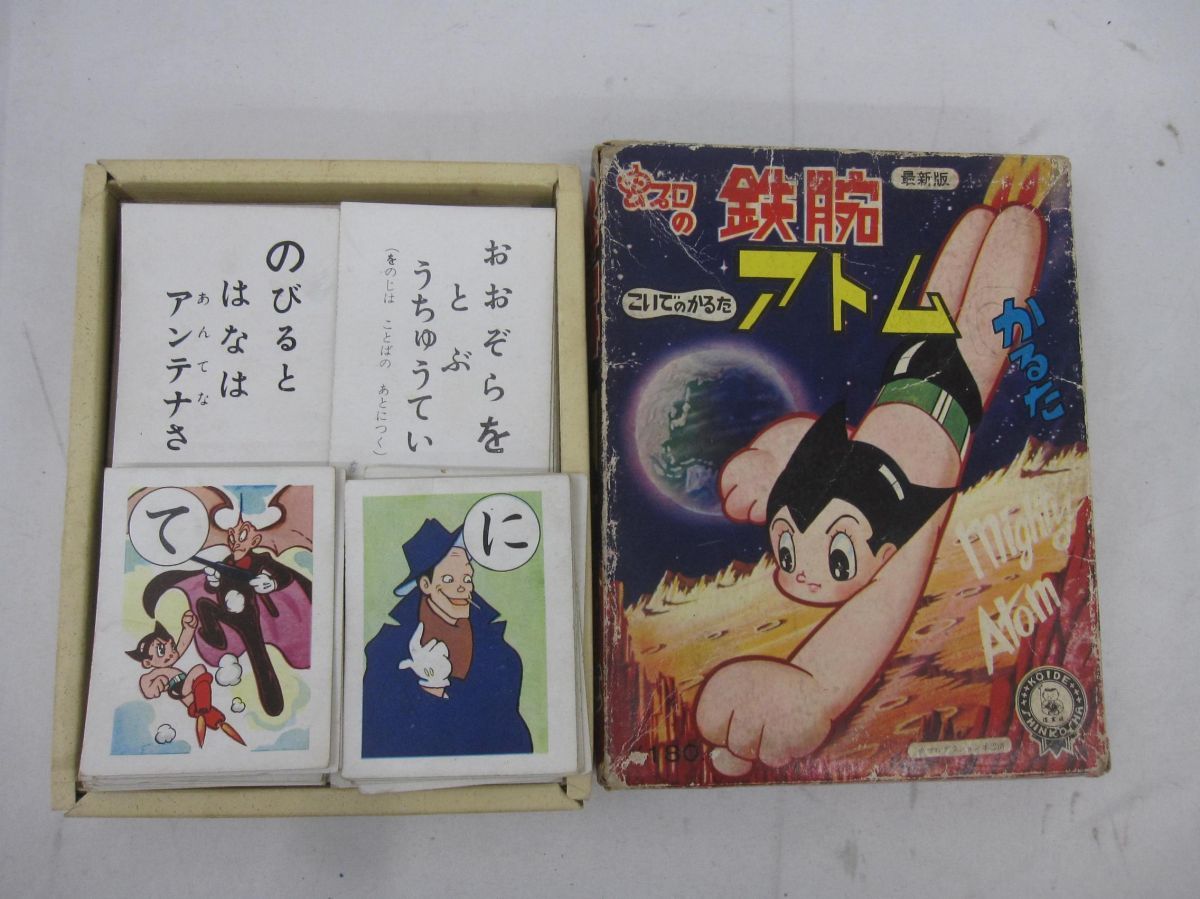 のびると
はなは
アンテナさ
あんてな
おおぞらを
とぶ
うちゅうてい
(をのじは ことばの あとにつく)
て
に
プロの
鉄腕
アトム
最新版
こいでのかるた
かるた
Mighty
Atom
KOIDE
180